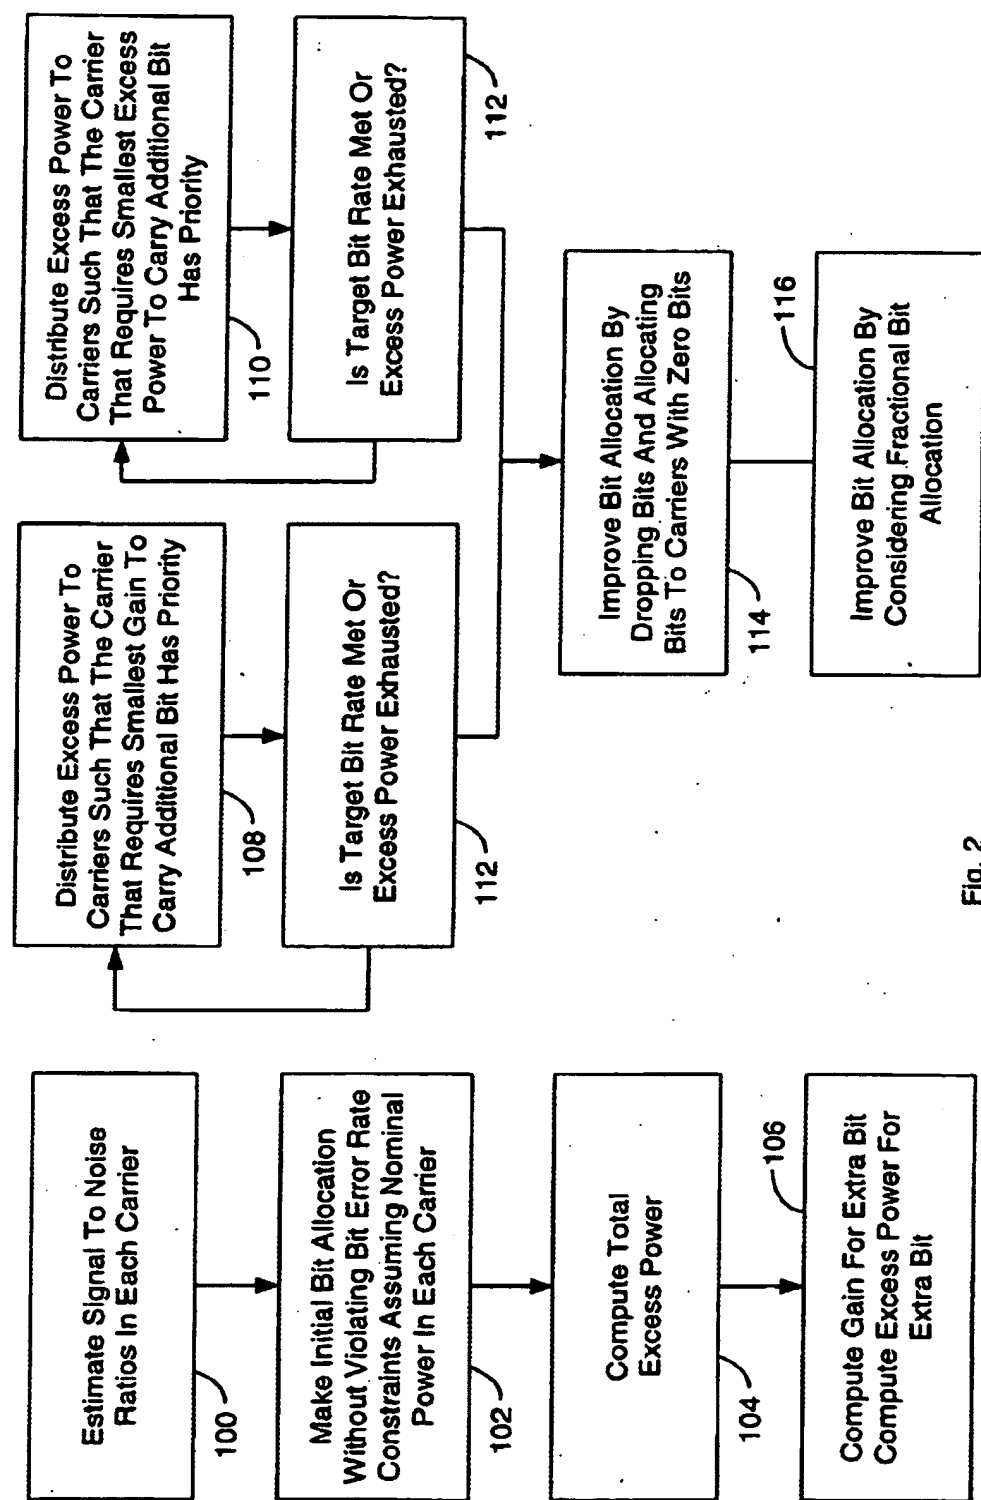 Estimate Signal To Noise
Ratios In Each Carrier
100
Make Initial Bit Allocation
Without Violating Bit Error Rate
Constraints Assuming Nominal
Power In Each Carrier
102
Compute Total
Excess Power
104
Compute Gain For Extra Bit
Compute Excess Power For
Extra Bit
106
Distribute Excess Power To
Carriers Such That The Carrier
That Requires Smallest Gain To
Carry Additional Bit Has Priority
108
Is Target Bit Rate Met Or
Excess Power Exhausted?
112
Distribute Excess Power To
Carriers Such That The Carrier
That Requires Smallest Excess
Power To Carry Additional Bit
Has Priority
110
Is Target Bit Rate Met Or
Excess Power Exhausted?
112
Improve Bit Allocation By
Dropping Bits And Allocating
Bits To Carriers With Zero Bits
114
Improve Bit Allocation By
Considering Fractional Bit
Allocation
116
Fig. 2